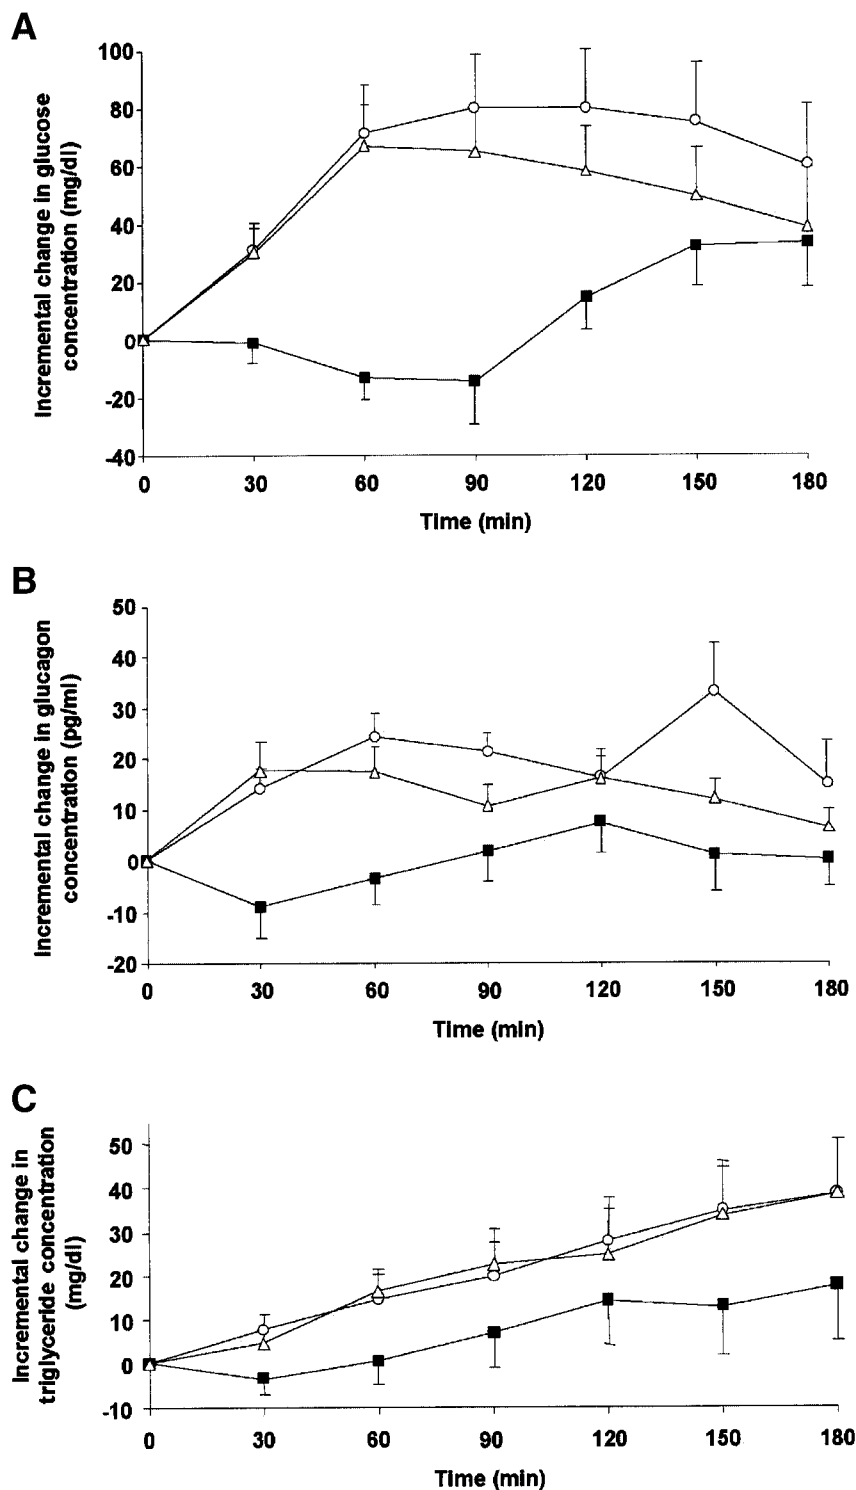 A
Incremental change in glucose
concentration (mg/dl)
100
80
60
40
20
0
-20
-40
0 30 60 90 120 150 180
Time (min)
B
Incremental change in glucagon
concentration (pg/ml)
50
40
30
20
10
0
-10
-20
0 30 60 90 120 150 180
Time (min)
C
Incremental change in
triglyceride concentration
(mg/dl)
50
40
30
20
10
0
-10
0 30 60 90 120 150 180
Time (min)